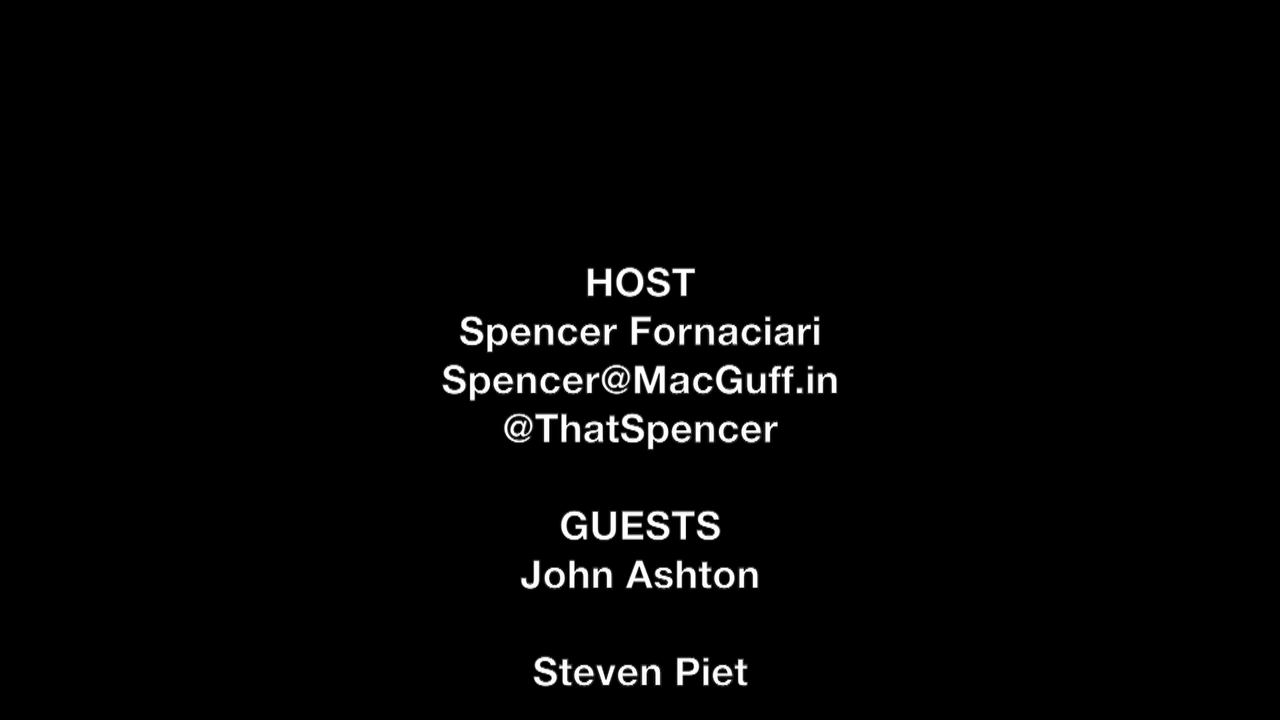 HOST
Spencer Fornaciari
Spencer@MacGuff.in
@ThatSpencer
GUESTS
John Ashton
Steven Piet